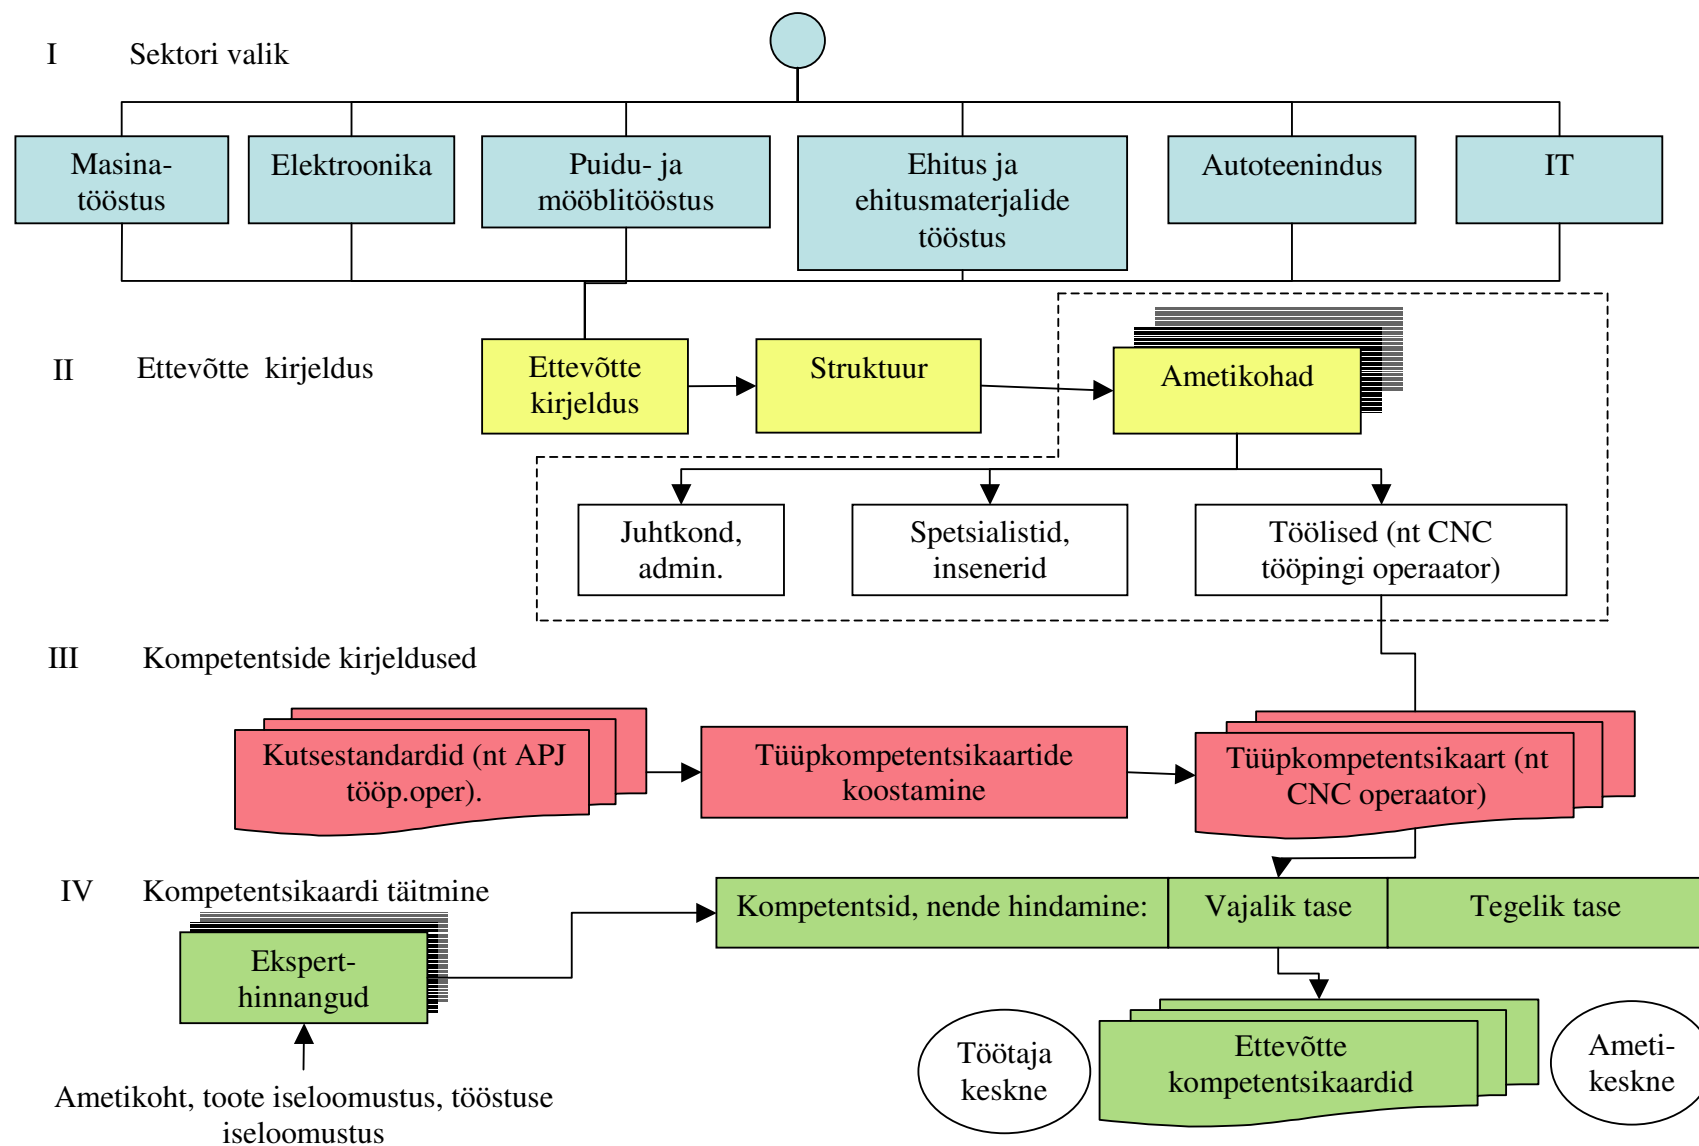 I Sektori valik
Masina-
tööstus
Elektroonika
Puidu- ja
mööblitööstus
Ehitus ja
ehitusmaterjalide
tööstus
Autoteenindus
IT
II Ettevõtte kirjeldus
Ettevõtte
kirjeldus
Struktuur
Ametikohad
Juhtkond,
admin.
Spetsialistid,
insenerid
Töölised (nt CNC
tööpingi operaator)
III Kompetentside kirjeldused
Kutsestandardid (nt APJ
tööp.oper).
Tüüpkompetentsikaartide
koostamine
Tüüpkompetentsikaart (nt
CNC operaator)
IV Kompetentsikaardi täitmine
Kompetentsid, nende hindamine:
Vajalik tase
Tegelik tase
Ekspert-
hinnangud
Töötaja
keskne
Ettevõtte
kompetentsikaardid
Ameti-
keskne
Ametikoht, toote iseloomustus, tööstuse
iseloomustus